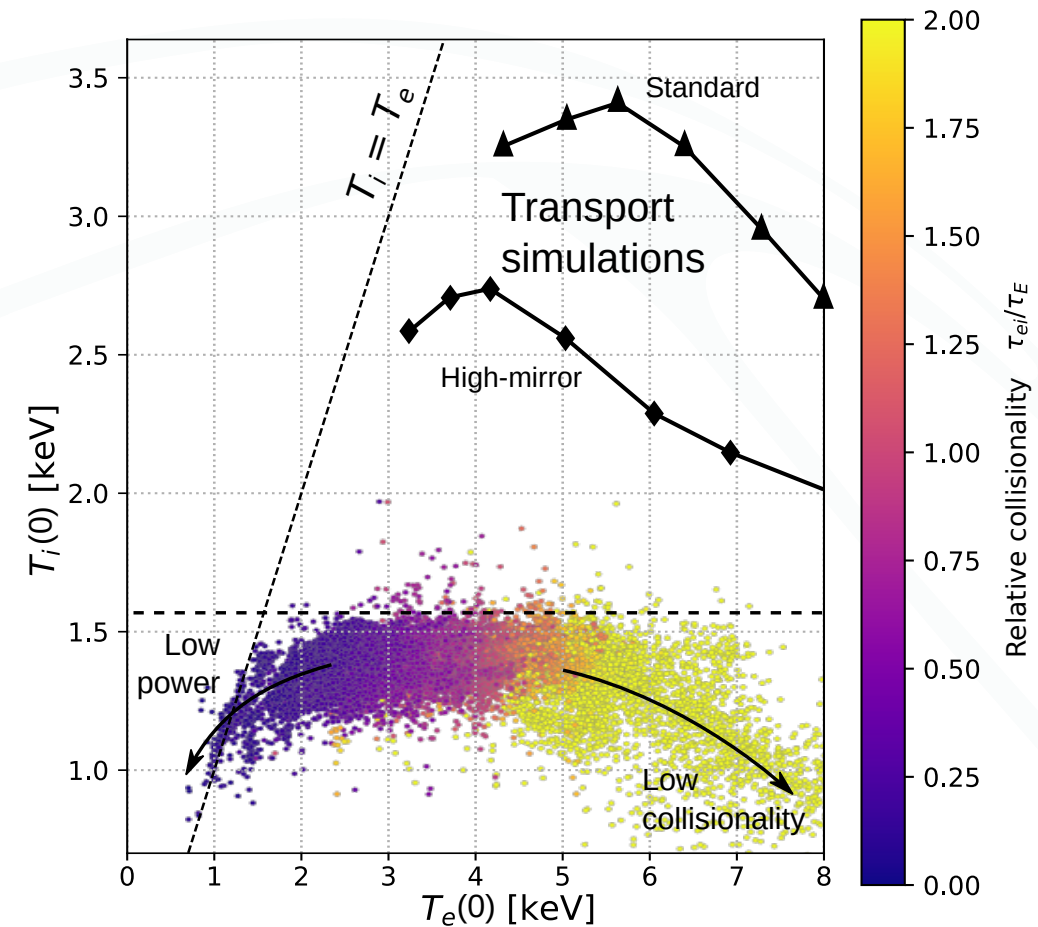 T_i(0) [keV]
3.5
3.0
2.5
2.0
1.5
1.0
T_i = T_e
Standard
Transport
simulations
High-mirror
Low
power
Low
collisionality
0
1
2
3
4
5
6
7
8
T_e(0) [keV]
2.00
1.75
1.50
1.25
1.00
0.75
0.50
0.25
0.00
Relative collisionality τ_ei/τ_E